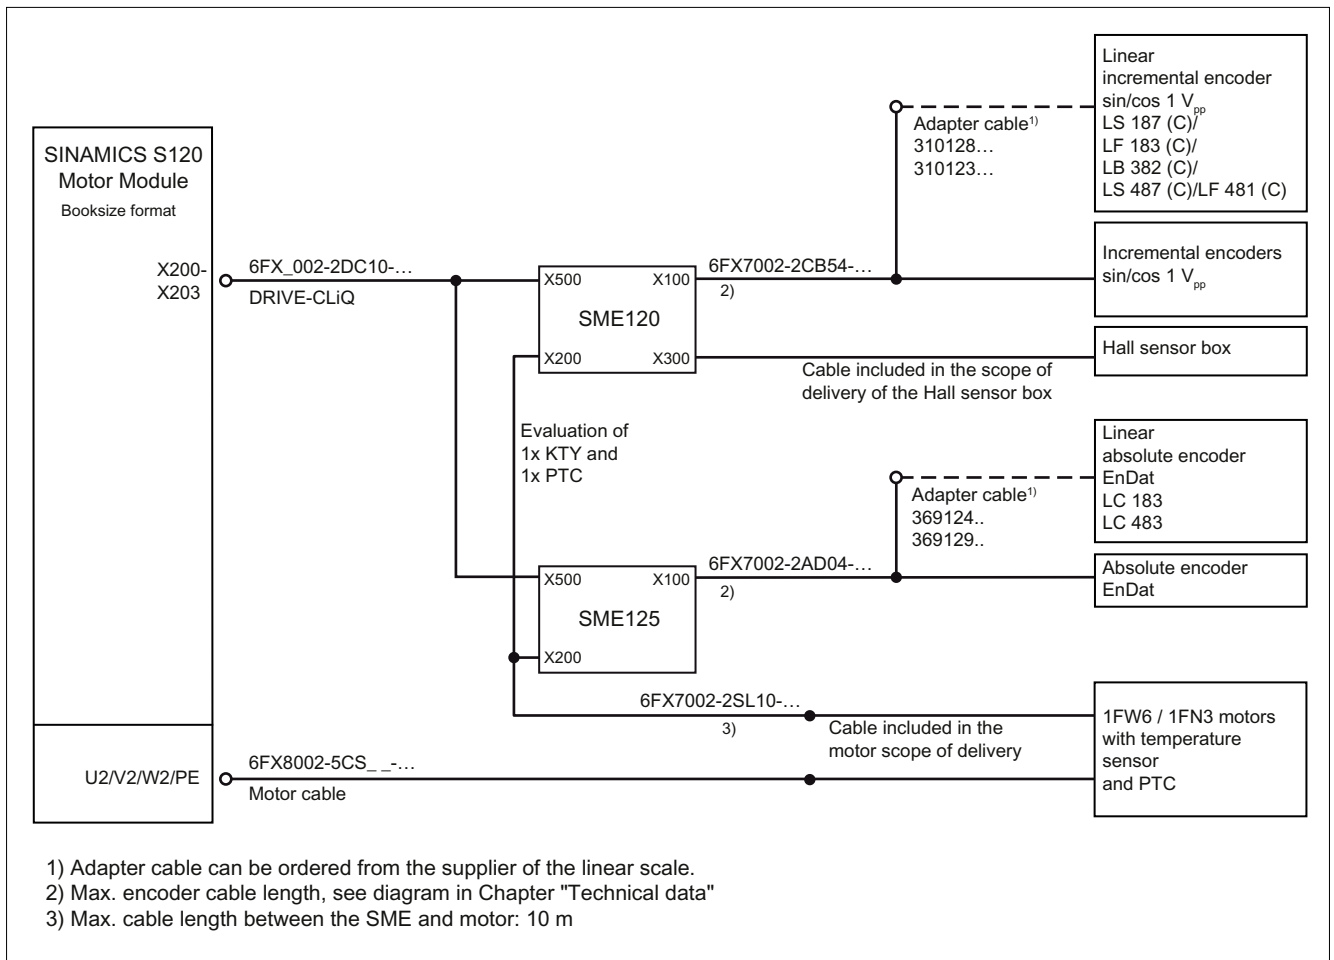 SINAMICS S120
Motor Module
Booksize format
X200-
X203
6FX_002-2DC10-...
DRIVE-CLiQ
X500
X100
SME120
X200
X300
6FX7002-2CB54-...
2)
Adapter cable1)
310128...
310123...
Linear
incremental encoder
sin/cos 1 Vpp
LS 187 (C)/
LF 183 (C)/
LB 382 (C)/
LS 487 (C)/LF 481 (C)
Incremental encoders
sin/cos 1 Vpp
Hall sensor box
Cable included in the scope of
delivery of the Hall sensor box
Evaluation of
1x KTY and
1x PTC
Linear
absolute encoder
EnDat
LC 183
LC 483
Adapter cable1)
369124..
369129..
6FX7002-2AD04-...
2)
Absolute encoder
EnDat
X500
X100
SME125
X200
6FX7002-2SL10-...
3)
Cable included in the
motor scope of delivery
1FW6 / 1FN3 motors
with temperature
sensor
and PTC
U2/V2/W2/PE
6FX8002-5CS_ _-...
Motor cable
1) Adapter cable can be ordered from the supplier of the linear scale.
2) Max. encoder cable length, see diagram in Chapter "Technical data"
3) Max. cable length between the SME and motor: 10 m